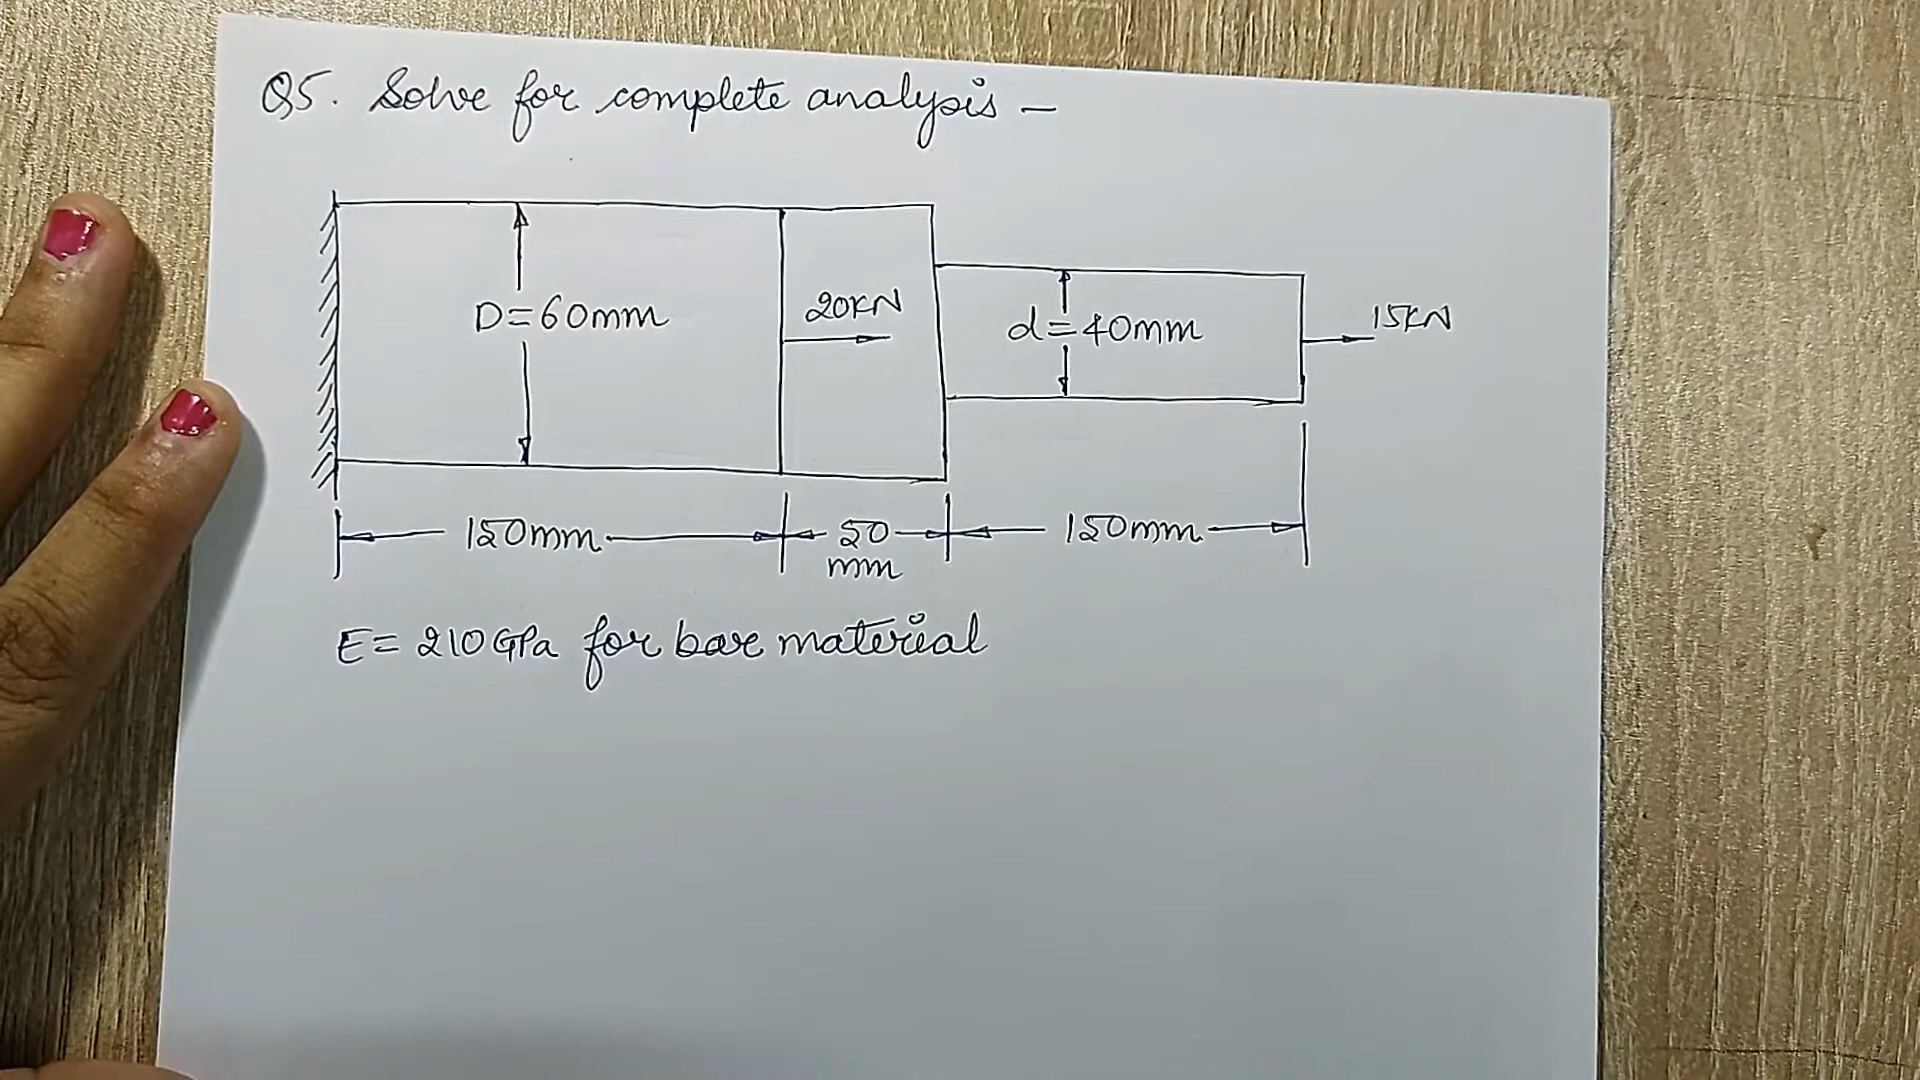 Q5. Solve for complete analysis –
D=60mm
20KN
d=40mm
15KN
150mm
50
mm
150mm
E= 210GPa for bar material